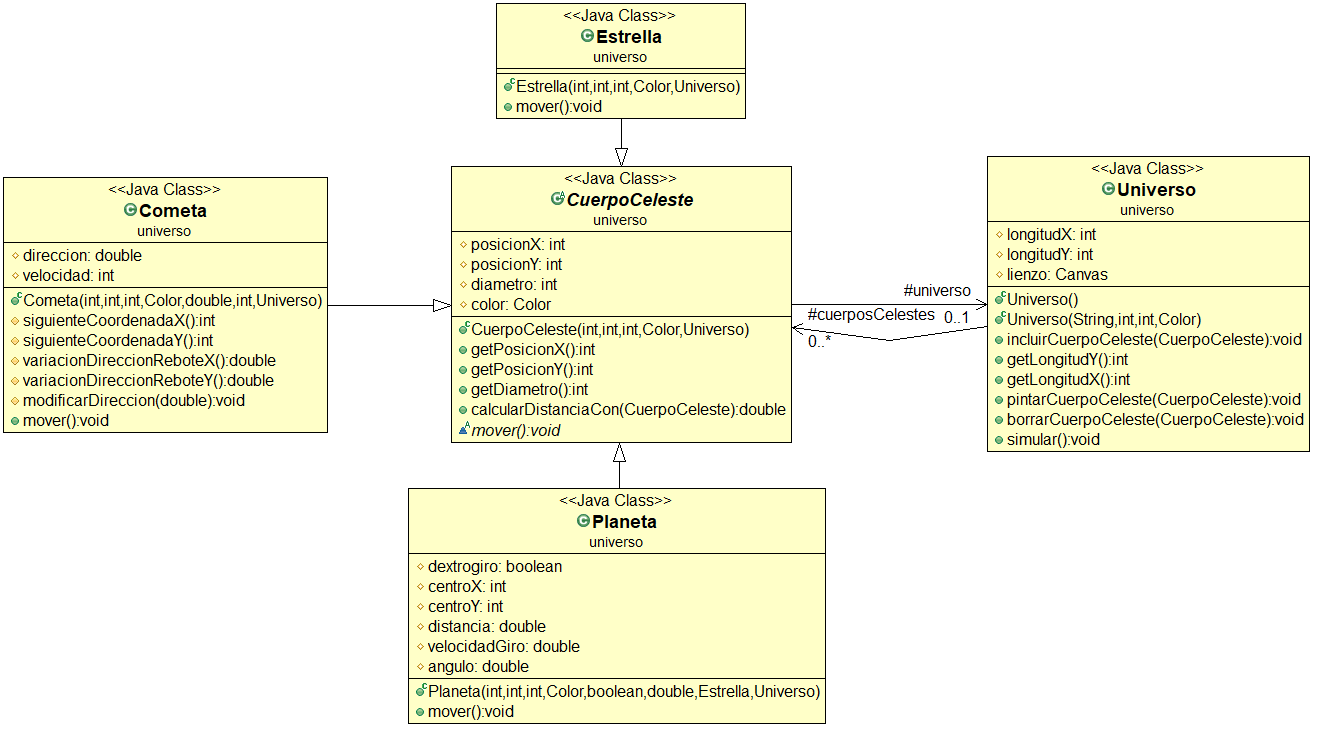 <<Java Class>>
Estrella
universo
Estrella(int,int,int,Color,Universo)
mover():void
<<Java Class>>
Cometa
universo
direccion: double
velocidad: int
Cometa(int,int,int,Color,double,int,Universo)
siguienteCoordenadaX():int
siguienteCoordenadaY():int
variacionDireccionReboteX():double
variacionDireccionReboteY():double
modificarDireccion(double):void
mover():void
<<Java Class>>
CuerpoCeleste
universo
posicionX: int
posicionY: int
diametro: int
color: Color
CuerpoCeleste(int,int,int,Color,Universo)
getPosicionX():int
getPosicionY():int
getDiametro():int
calcularDistanciaCon(CuerpoCeleste):double
mover():void
#universo
0..1
#cuerposCelestes
0..*
<<Java Class>>
Universo
universo
longitudX: int
longitudY: int
lienzo: Canvas
Universo()
Universo(String,int,int,Color)
incluirCuerpoCeleste(CuerpoCeleste):void
getLongitudY():int
getLongitudX():int
pintarCuerpoCeleste(CuerpoCeleste):void
borrarCuerpoCeleste(CuerpoCeleste):void
simular():void
<<Java Class>>
Planeta
universo
dextrogiro: boolean
centroX: int
centroY: int
distancia: double
velocidadGiro: double
angulo: double
Planeta(int,int,int,Color,boolean,double,Estrella,Universo)
mover():void